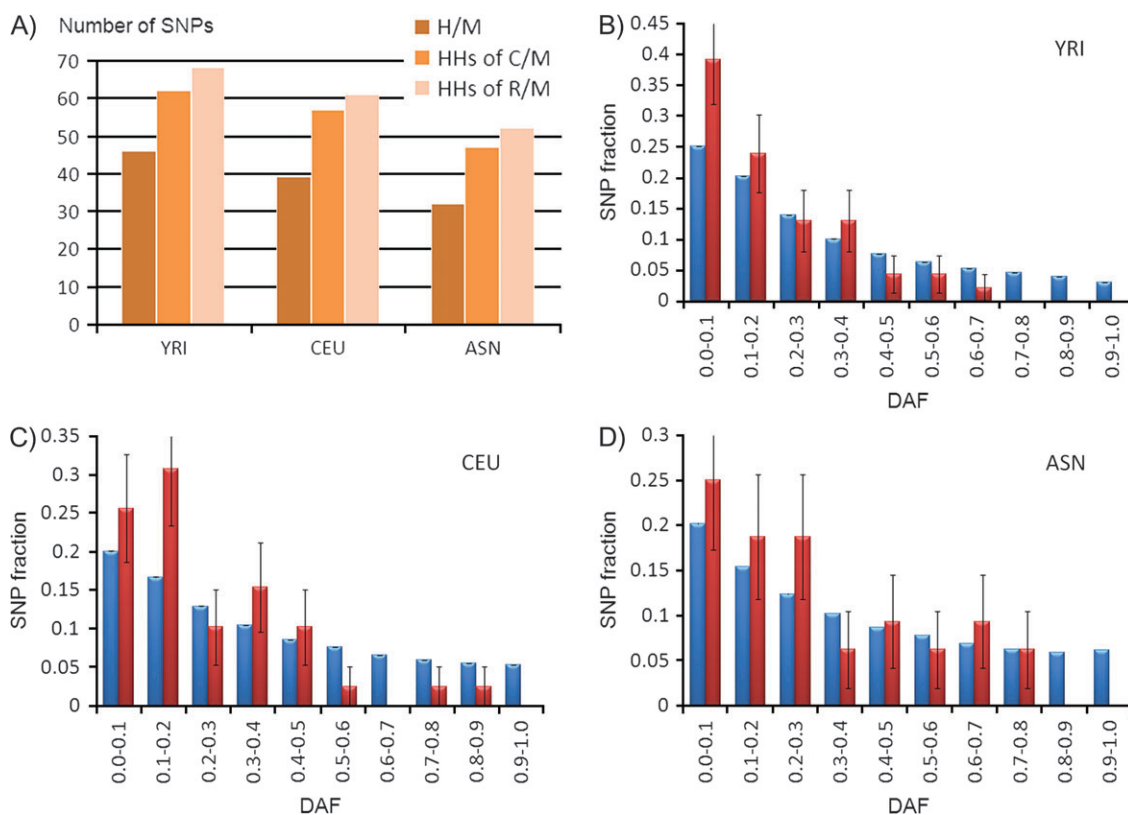 A)
Number of SNPs
H/M
HHs of C/M
HHs of R/M
70
60
50
40
30
20
10
0
YRI CEU ASN
B)
YRI
SNP fraction
0.45
0.4
0.35
0.3
0.25
0.2
0.15
0.1
0.05
0
0.0-0.1 0.1-0.2 0.2-0.3 0.3-0.4 0.4-0.5 0.5-0.6 0.6-0.7 0.7-0.8 0.8-0.9 0.9-1.0
DAF
C)
CEU
SNP fraction
0.35
0.3
0.25
0.2
0.15
0.1
0.05
0
0.0-0.1 0.1-0.2 0.2-0.3 0.3-0.4 0.4-0.5 0.5-0.6 0.6-0.7 0.7-0.8 0.8-0.9 0.9-1.0
DAF
D)
ASN
SNP fraction
0.3
0.25
0.2
0.15
0.1
0.05
0
0.0-0.1 0.1-0.2 0.2-0.3 0.3-0.4 0.4-0.5 0.5-0.6 0.6-0.7 0.7-0.8 0.8-0.9 0.9-1.0
DAF